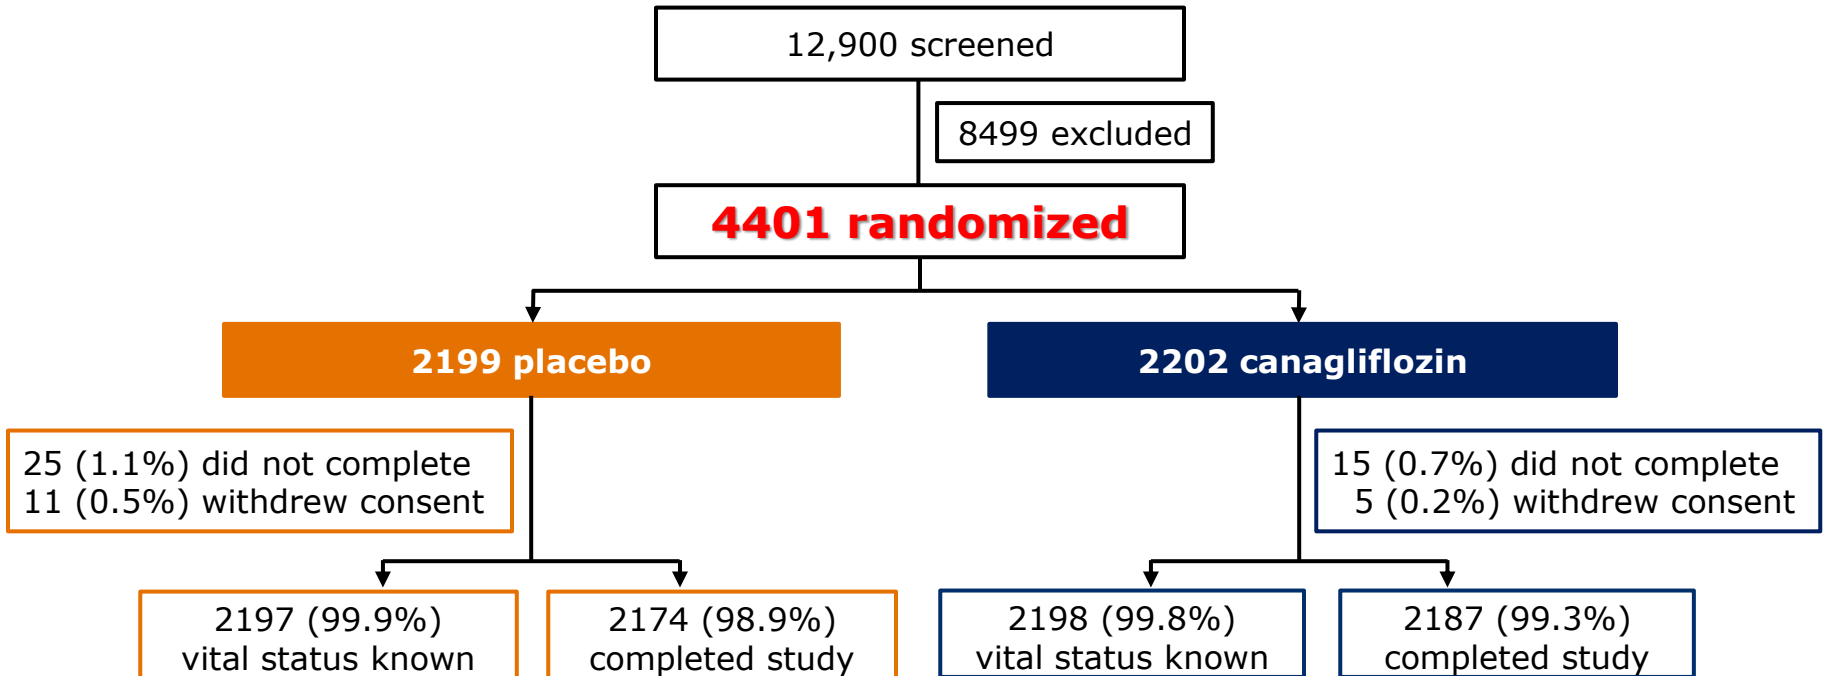 12,900 screened
8499 excluded
4401 randomized
2199 placebo
2202 canagliflozin
25 (1.1%) did not complete
11 (0.5%) withdrew consent
15 (0.7%) did not complete
5 (0.2%) withdrew consent
2197 (99.9%)
vital status known
2174 (98.9%)
completed study
2198 (99.8%)
vital status known
2187 (99.3%)
completed study